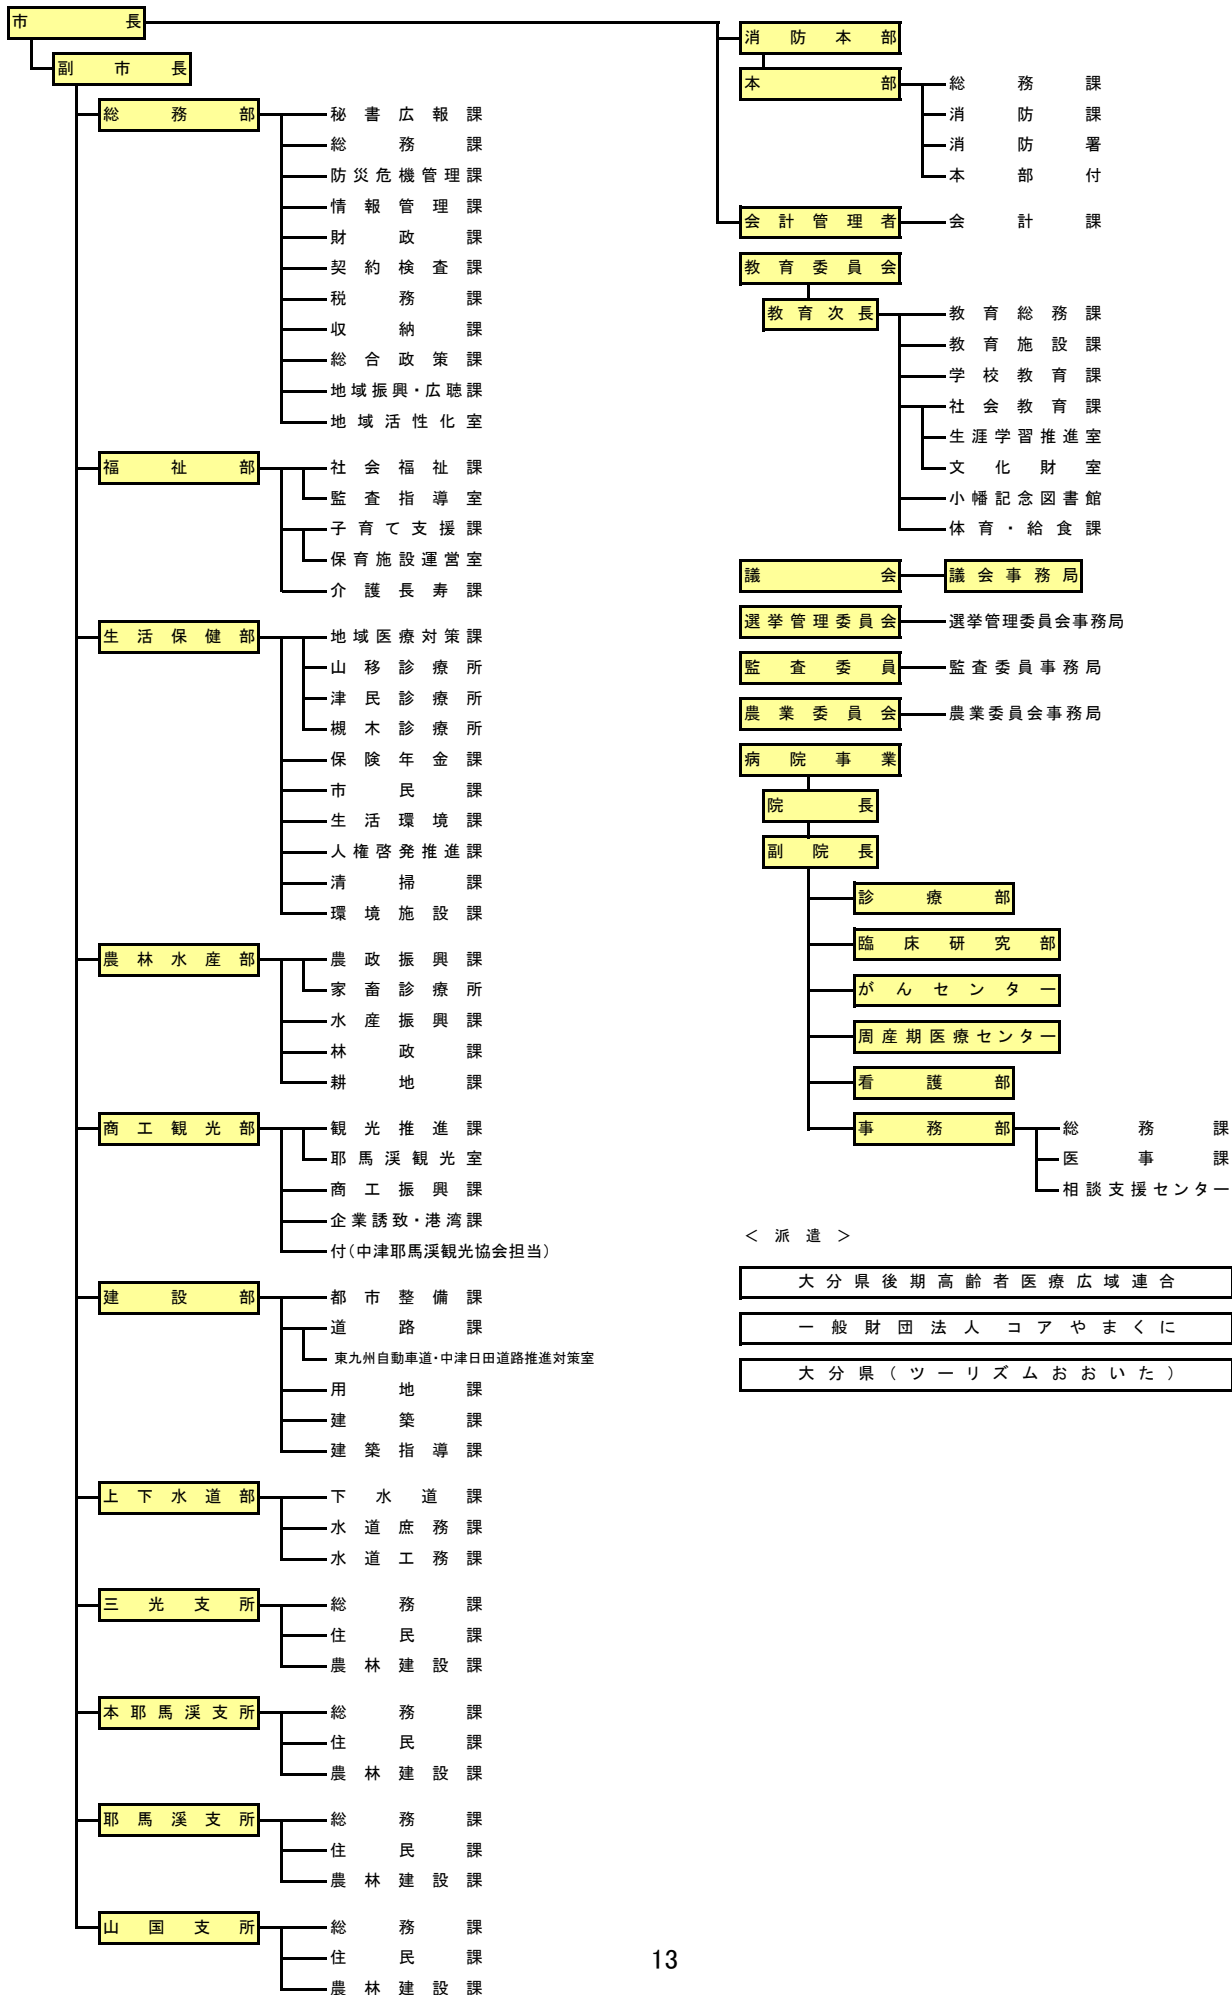 市長
副市長
総務部
秘書広報課
総務課
防災危機管理課
情報管理課
財政課
契約検査課
税務課
収納課
総合政策課
地域振興・広聴課
地域活性化室
福祉部
社会福祉課
監査指導室
子育て支援課
保育施設運営室
介護長寿課
生活保健部
地域医療対策課
山移診療所
津民診療所
槻木診療所
保険年金課
市民課
生活環境課
人権啓発推進課
清掃課
環境施設課
農林水産部
農政振興課
家畜診療所
水産振興課
林政課
耕地課
商工観光部
観光推進課
耶馬渓観光室
商工振興課
企業誘致・港湾課
付(中津耶馬渓観光協会担当)
建設部
都市整備課
道路課
東九州自動車道・中津日田道路推進対策室
用地課
建築課
建築指導課
上下水道部
下水道課
水道庶務課
水道工務課
三光支所
総務課
住民課
農林建設課
本耶馬渓支所
総務課
住民課
農林建設課
耶馬溪支所
総務課
住民課
農林建設課
山国支所
総務課
住民課
農林建設課
消防本部
本部
総務課
消防課
消防署
本部付
会計管理者
会計課
教育委員会
教育次長
教育総務課
教育施設課
学校教育課
社会教育課
生涯学習推進室
文化財室
小幡記念図書館
体育・給食課
議会
議会事務局
選挙管理委員会
選挙管理委員会事務局
監査委員
監査委員事務局
農業委員会
農業委員会事務局
病院事業
院長
副院長
診療部
臨床研究部
がんセンター
周産期医療センター
看護部
事務部
総務課
医事課
相談支援センター
＜派遣＞
大分県後期高齢者医療広域連合
一般財団法人 コアやまくに
大分県(ツーリズムおおいた)
13